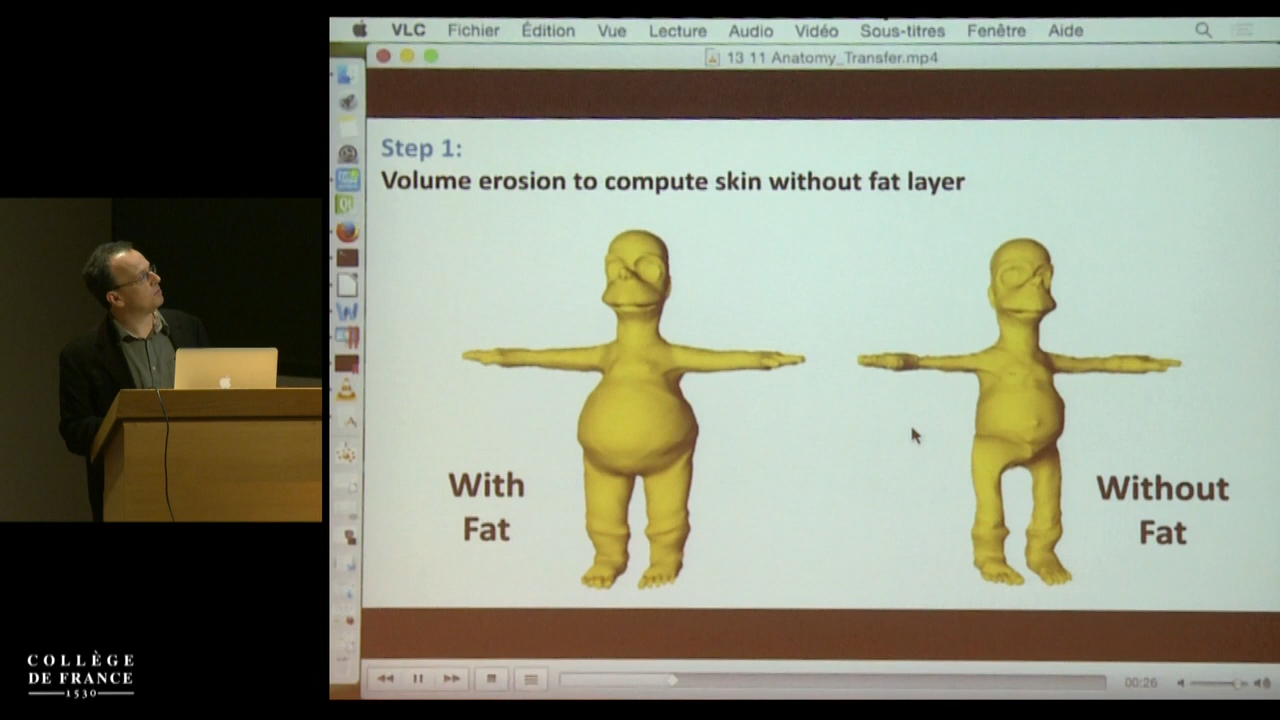 VLC Fichier Édition Vue Lecture Audio Vidéo Sous-titres Fenêtre Aide
13 11 Anatomy_Transfer.mp4
Step 1:
Volume erosion to compute skin without fat layer
With
Fat
Without
Fat
00:26
COLLÈGE
DE FRANCE
1530